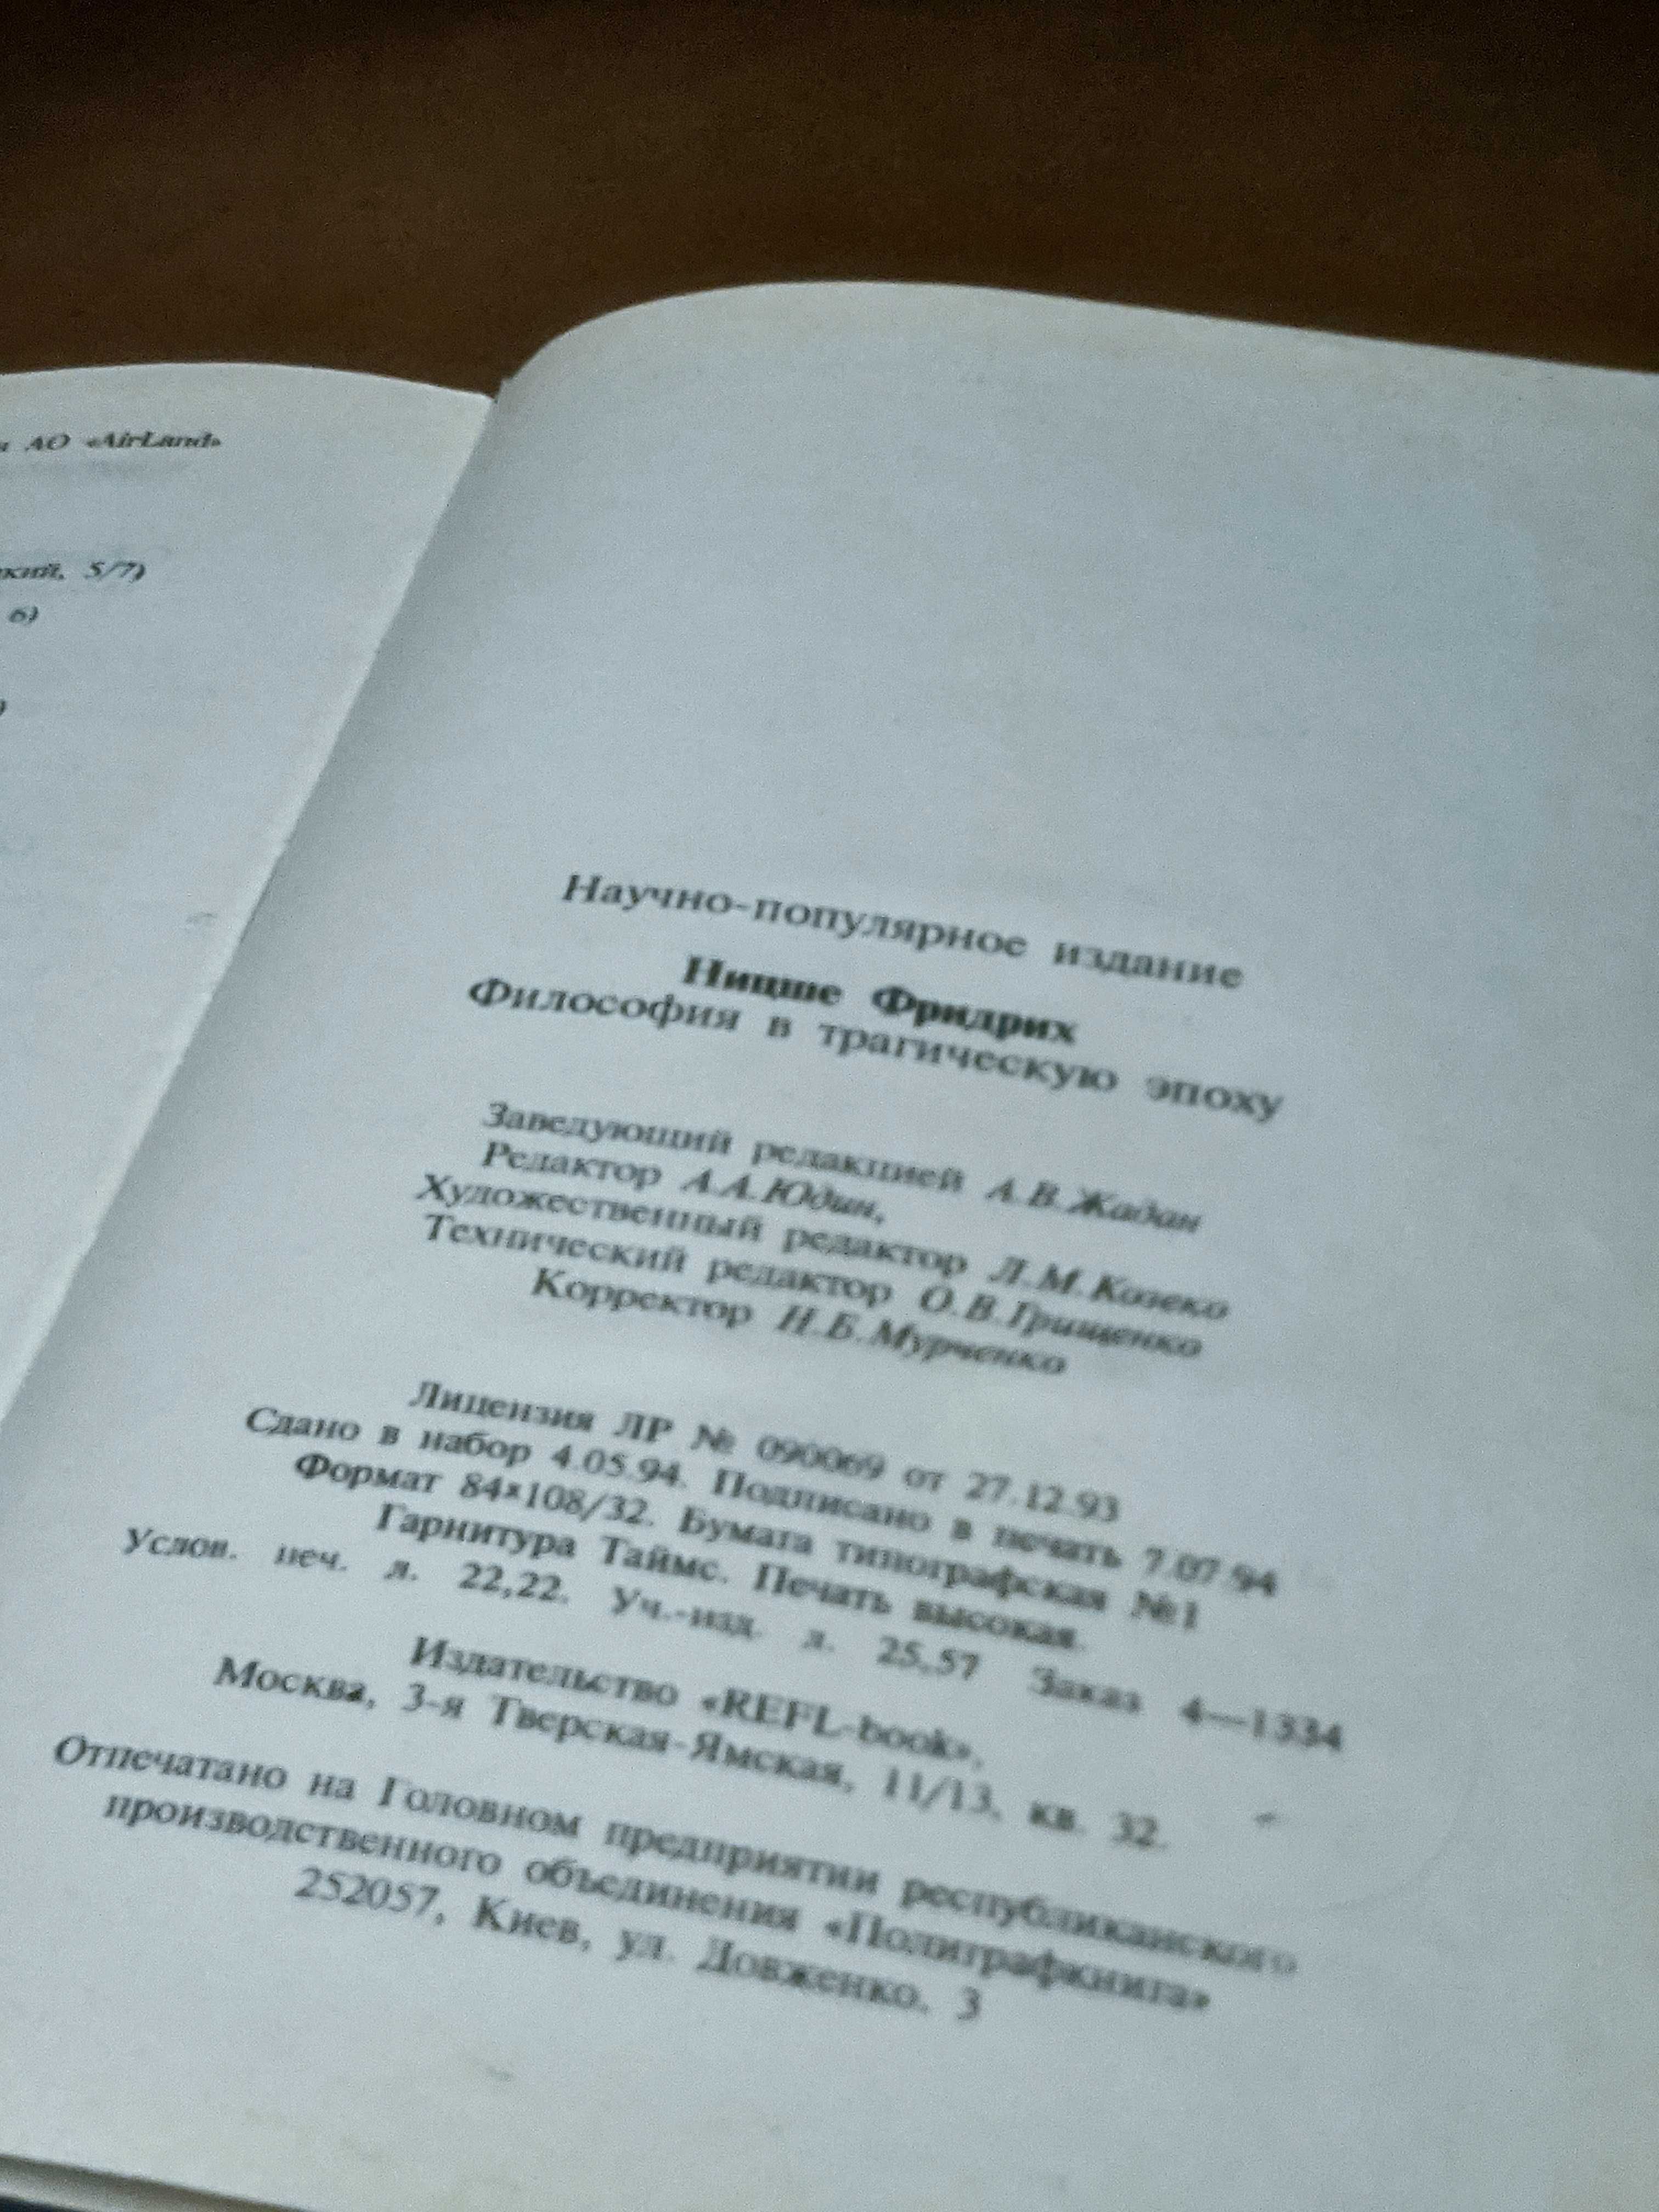 АО «AirLand»
5/7)
6)
Научно-популярное издание
Ницше Фридрих
Философия в трагическую эпоху
Заведующий редакцией А.В.Жадан
Редактор А.А.Юдин,
Художественный редактор Л.М.Козеко
Технический редактор О.В.Грищенко
Корректор Н.Б.Мурченко
Лицензия ЛР № 090069 от 27.12.93
Сдано в набор 4.05.94. Подписано в печать 7.07.94
Формат 84×108/32. Бумага типографская №1
Гарнитура Таймс. Печать высокая.
Услов. печ. л. 22,22. Уч.-изд. л. 25,57 Заказ 4—1334
Издательство «REFL-book»,
Москва, 3-я Тверская-Ямская, 11/13, кв. 32.
Отпечатано на Головном предприятии республиканского
производственного объединения «Полиграфкнига»
252057, Киев, ул. Довженко, 3